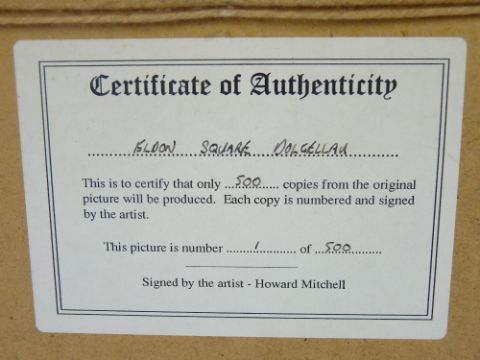 Certificate of Authenticity
ELDON SQUARE DOLGELLAU
This is to certify that only ...500..... copies from the original
picture will be produced. Each copy is numbered and signed
by the artist.
This picture is number .........1........... of ...500..........
Signed by the artist - Howard Mitchell